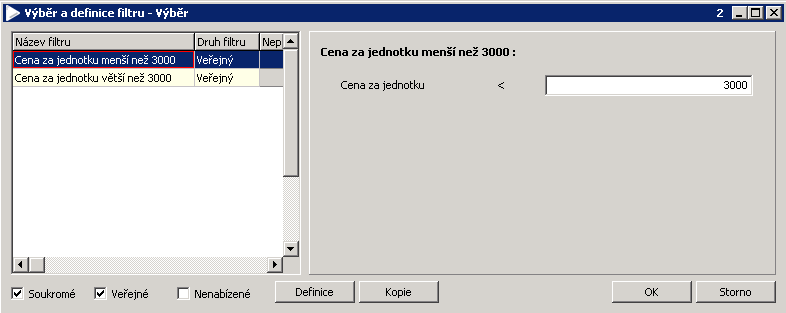 Výběr a definice filtru - Výběr 2
Název filtru Druh filtru Nep
Cena za jednotku menší než 3000 Veřejný
Cena za jednotku větší než 3000 Veřejný
Cena za jednotku menší než 3000 :
Cena za jednotku < 3000
Soukromé Veřejné Nenabízené Definice Kopie OK Storno